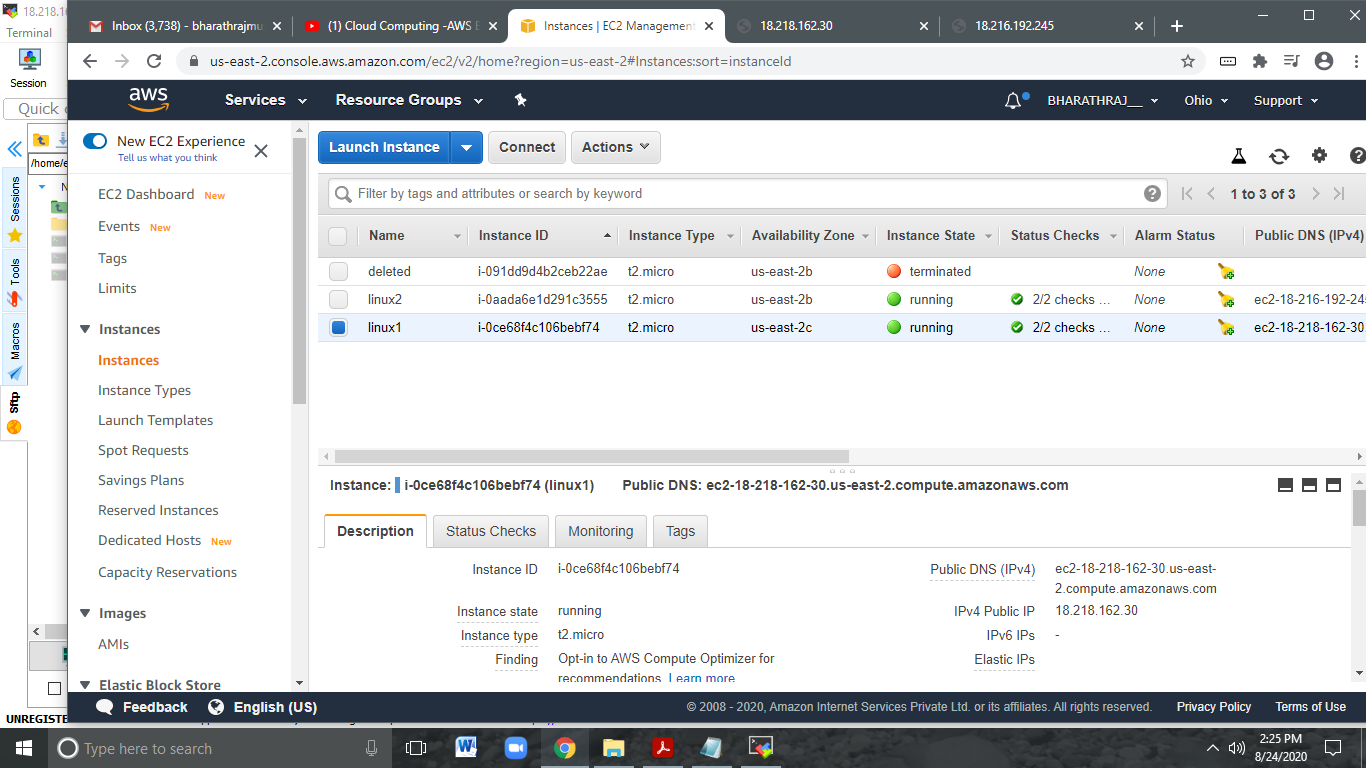 18.218.16
Terminal
Session
Quick
/home/e
N
Sessions
Tools
Macros
Sftp
UNREGISTE
Inbox (3,738) - bharathrajmu
(1) Cloud Computing -AWS E
Instances | EC2 Management
18.218.162.30
18.216.192.245
us-east-2.console.aws.amazon.com/ec2/v2/home?region=us-east-2#Instances:sort=instanceId
aws
Services
Resource Groups
BHARATHRAJ__
Ohio
Support
New EC2 Experience
Tell us what you think
EC2 Dashboard New
Events New
Tags
Limits
Instances
Instances
Instance Types
Launch Templates
Spot Requests
Savings Plans
Reserved Instances
Dedicated Hosts New
Capacity Reservations
Images
AMIs
Elastic Block Store
Launch Instance
Connect
Actions
Filter by tags and attributes or search by keyword
1 to 3 of 3
Name Instance ID Instance Type Availability Zone Instance State Status Checks Alarm Status Public DNS (IPv4)
deleted i-091dd9d4b2ceb22ae t2.micro us-east-2b terminated None
linux2 i-0aada6e1d291c3555 t2.micro us-east-2b running 2/2 checks ... None ec2-18-216-192-245
linux1 i-0ce68f4c106bebf74 t2.micro us-east-2c running 2/2 checks ... None ec2-18-218-162-30.
Instance: i-0ce68f4c106bebf74 (linux1) Public DNS: ec2-18-218-162-30.us-east-2.compute.amazonaws.com
Description Status Checks Monitoring Tags
Instance ID i-0ce68f4c106bebf74 Public DNS (IPv4) ec2-18-218-162-30.us-east-
2.compute.amazonaws.com
Instance state running IPv4 Public IP 18.218.162.30
Instance type t2.micro IPv6 IPs -
Finding Opt-in to AWS Compute Optimizer for Elastic IPs
recommendations. Learn more
Feedback
English (US)
© 2008 - 2020, Amazon Internet Services Private Ltd. or its affiliates. All rights reserved.
Privacy Policy
Terms of Use
Type here to search
2:25 PM
8/24/2020